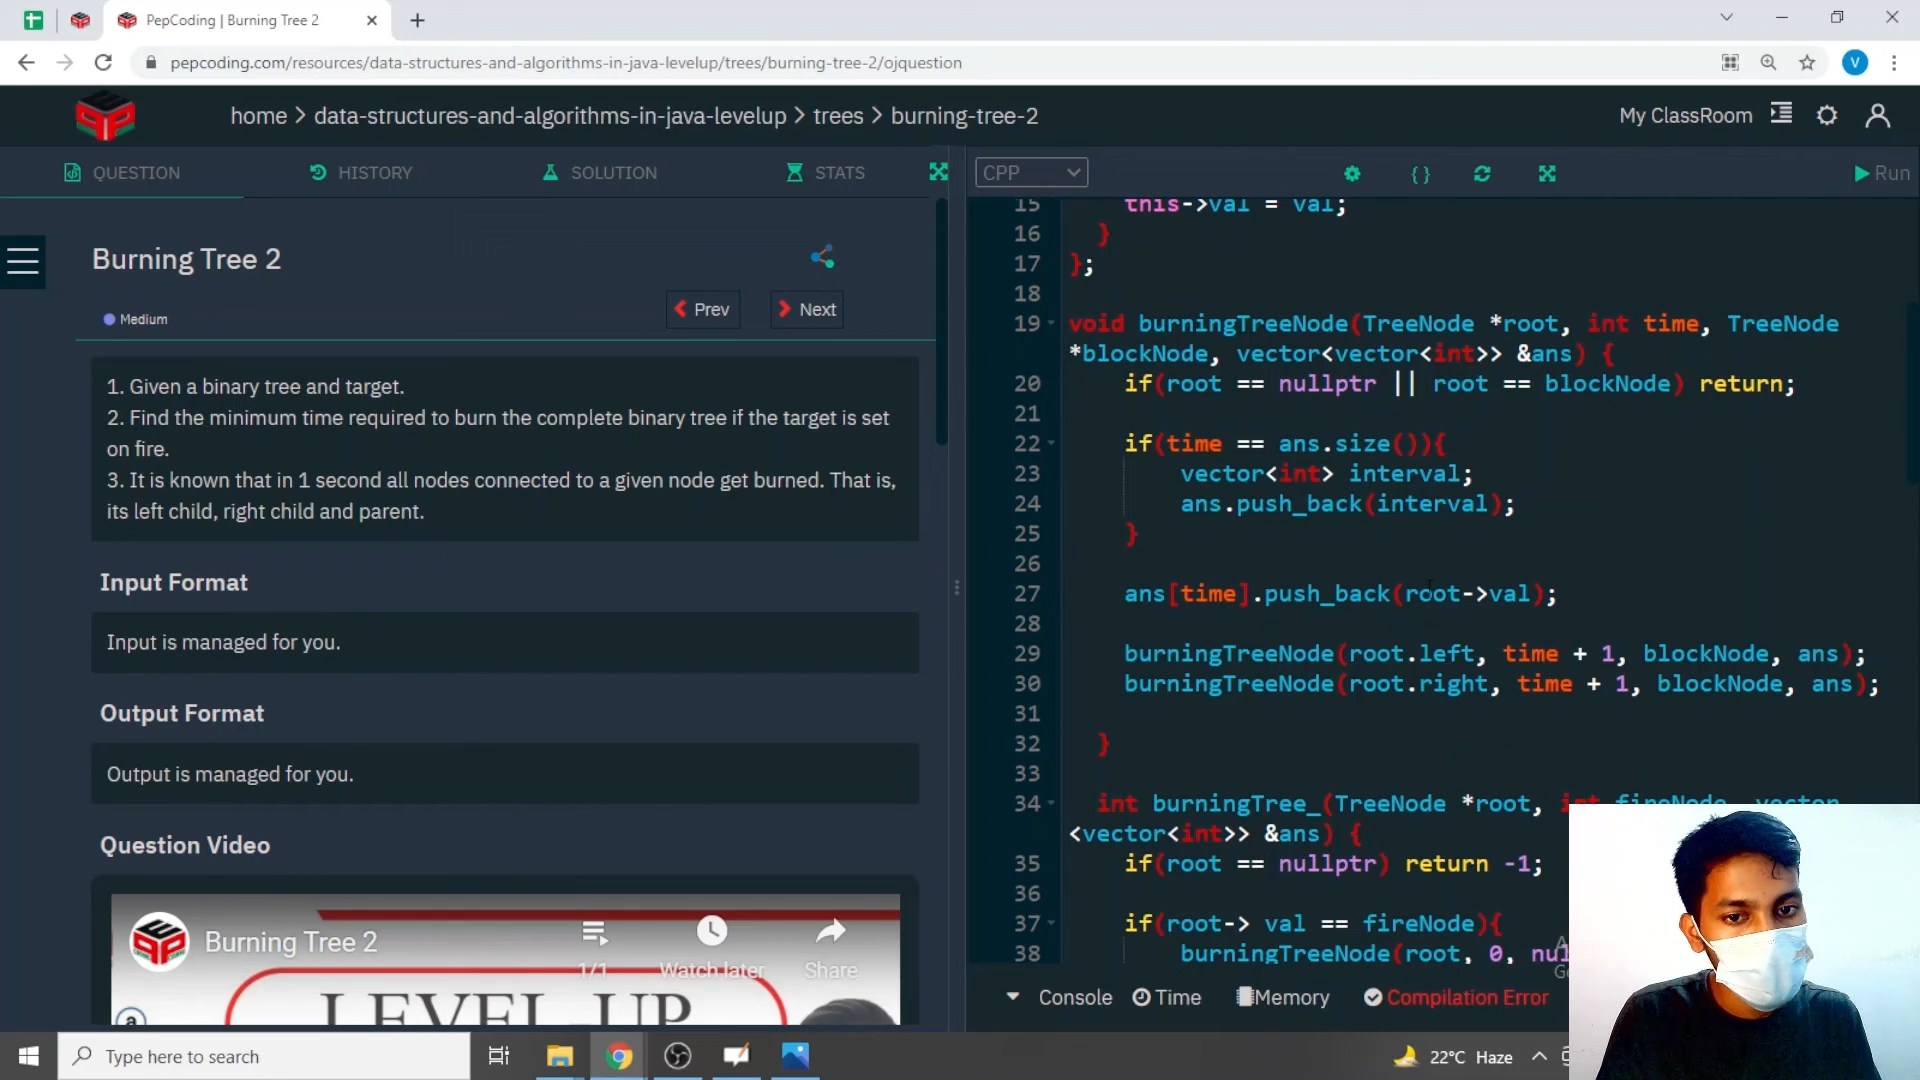 PepCoding | Burning Tree 2
pepcoding.com/resources/data-structures-and-algorithms-in-java-levelup/trees/burning-tree-2/ojquestion
V
home > data-structures-and-algorithms-in-java-levelup > trees > burning-tree-2
My ClassRoom
QUESTION
HISTORY
SOLUTION
STATS
CPP
Run
Burning Tree 2
Medium
Prev
Next
1. Given a binary tree and target.
2. Find the minimum time required to burn the complete binary tree if the target is set
on fire.
3. It is known that in 1 second all nodes connected to a given node get burned. That is,
its left child, right child and parent.
Input Format
Input is managed for you.
Output Format
Output is managed for you.
Question Video
Burning Tree 2
1/1
Watch later
Share
LEVEL-UP
a
15 this->val = val;
16 }
17 };
18
19 void burningTreeNode(TreeNode *root, int time, TreeNode
*blockNode, vector<vector<int>> &ans) {
20 if(root == nullptr || root == blockNode) return;
21
22 if(time == ans.size()){
23 vector<int> interval;
24 ans.push_back(interval);
25 }
26
27 ans[time].push_back(root->val);
28
29 burningTreeNode(root.left, time + 1, blockNode, ans);
30 burningTreeNode(root.right, time + 1, blockNode, ans);
31
32 }
33
34 int burningTree_(TreeNode *root, int fireNode, vector
<vector<int>> &ans) {
35 if(root == nullptr) return -1;
36
37 if(root-> val == fireNode){
38 burningTreeNode(root, 0, nul
Console
Time
Memory
Compilation Error
Type here to search
22°C Haze